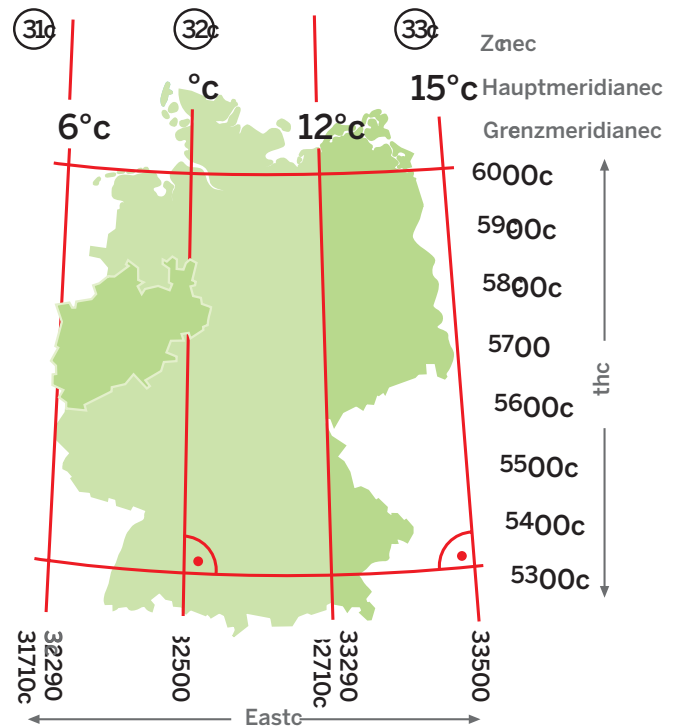 31c 32c 33c Zonec
°c 15°c Hauptmeridianec
6°c 12°c Grenzmeridianec
6000c
5900c
5800c
5700
thc
5600c
5500c
5400c
5300c
31710c
32290
32500
33290
33500
Eastc